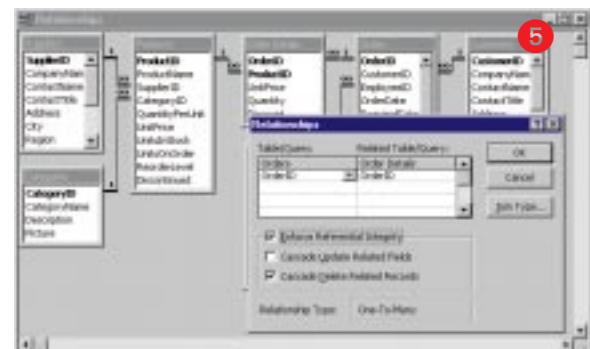 Relationships
5
SupplierID
CompanyName
ContactName
ContactTitle
Address
City
Region
ProductID
ProductName
SupplierID
CategoryID
QuantityPerUnit
UnitPrice
UnitsInStock
UnitsOnOrder
ReorderLevel
Discontinued
OrderID
ProductID
UnitPrice
Quantity
OrderID
CustomerID
EmployeeID
OrderDate
CustomerID
CompanyName
ContactName
ContactTitle
CategoryID
CategoryName
Description
Picture
Relationships
Table/Query:
Related Table/Query:
Orders
Order Details
OrderID
OrderID
OK
Cancel
Join Type...
Enforce Referential Integrity
Cascade Update Related Fields
Cascade Delete Related Records
Relationship Type:
One-To-Many